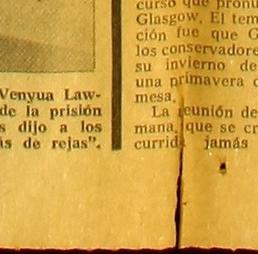 Venyua Law-
de la prisión
s dijo a los
ás de rejas".
curso que pronu
Glasgow. El tem
ción fue que G
los conservadore
su invierno de
una primavera
mesa.
La reunión de
mana, que se cr
currida jamás